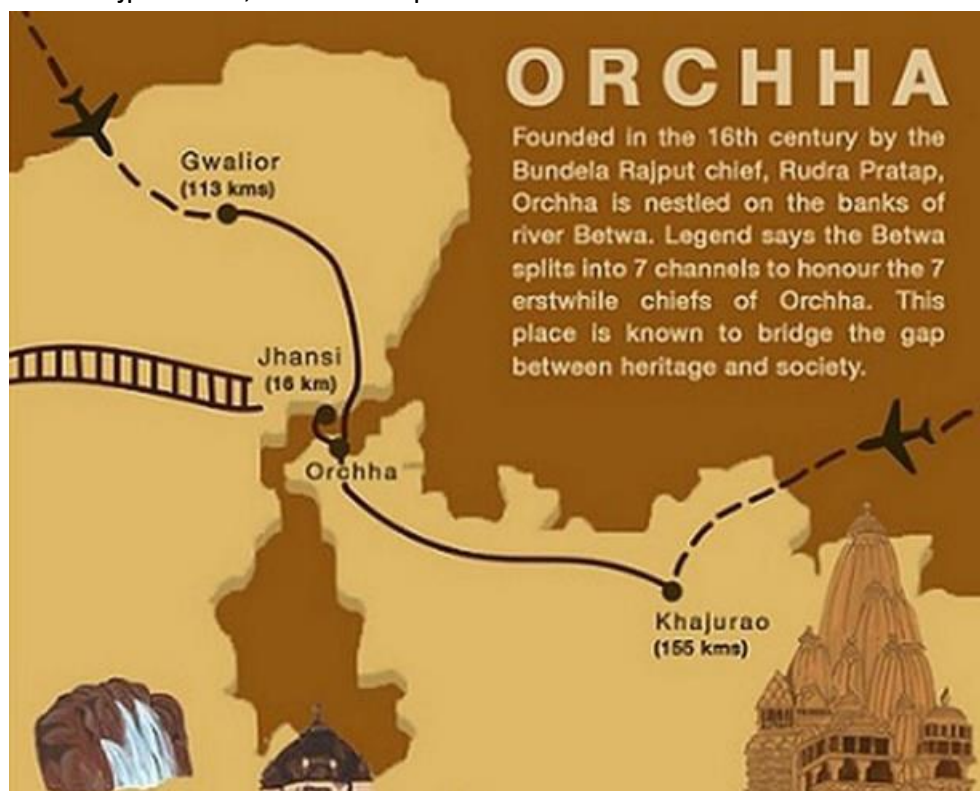 ORCHHA
Founded in the 16th century by the
Bundela Rajput chief, Rudra Pratap,
Orchha is nestled on the banks of
river Betwa. Legend says the Betwa
splits into 7 channels to honour the 7
erstwhile chiefs of Orchha. This
place is known to bridge the gap
between heritage and society.
Gwalior
(113 kms)
Jhansi
(16 km)
Orchha
Khajurao
(155 kms)